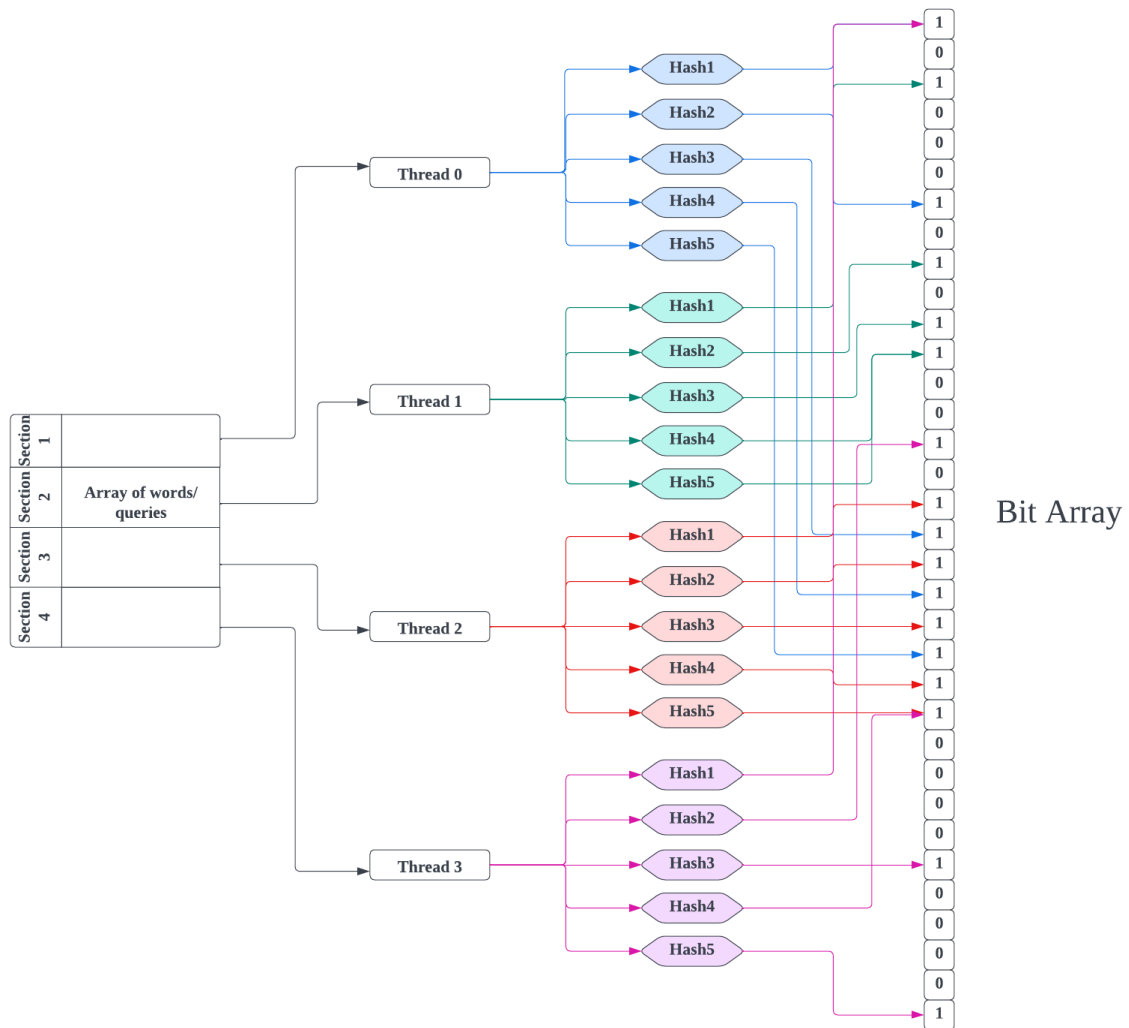 Section 1
Section 2
Section 3
Section 4
Array of words/
queries
Thread 0
Hash1
Hash2
Hash3
Hash4
Hash5
Thread 1
Hash1
Hash2
Hash3
Hash4
Hash5
Thread 2
Hash1
Hash2
Hash3
Hash4
Hash5
Thread 3
Hash1
Hash2
Hash3
Hash4
Hash5
1
0
1
0
0
0
1
0
1
0
1
1
0
0
1
0
1
1
1
1
1
1
1
1
0
0
0
0
1
0
0
0
0
1
Bit Array